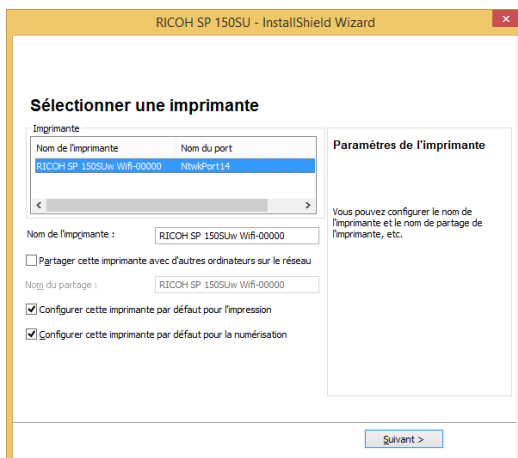 RICOH SP 150SU - InstallShield Wizard
Sélectionner une imprimante
Imprimante
Nom de l'imprimante Nom du port
RICOH SP 150SUw Wifi-00000 NtwkPort14
Nom de l'imprimante : RICOH SP 150SUw Wifi-00000
Partager cette imprimante avec d'autres ordinateurs sur le réseau
Nom du partage : RICOH SP 150SUw Wifi-00000
Configurer cette imprimante par défaut pour l'impression
Configurer cette imprimante par défaut pour la numérisation
Paramètres de l'imprimante
Vous pouvez configurer le nom de
l'imprimante et le nom de partage de
l'imprimante, etc.
Suivant >